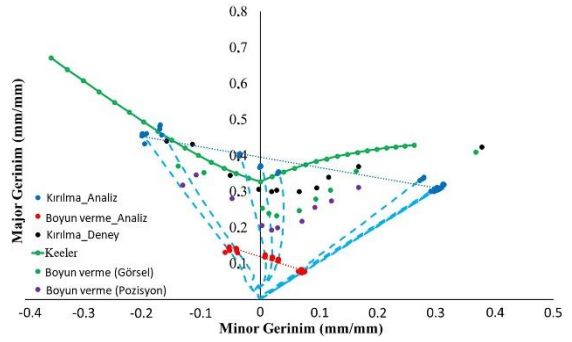 0.8
0.7
0.6
0.5
0.4
0.3
0.2
0.1
Major Gerinim (mm/mm)
Kırılma_Analiz
Boyun verme_Analiz
Kırılma_Deney
Keeler
Boyun verme (Görsel)
Boyun verme (Pozisyon)
-0.4 -0.3 -0.2 -0.1 0 0.1 0.2 0.3 0.4 0.5
Minor Gerinim (mm/mm)